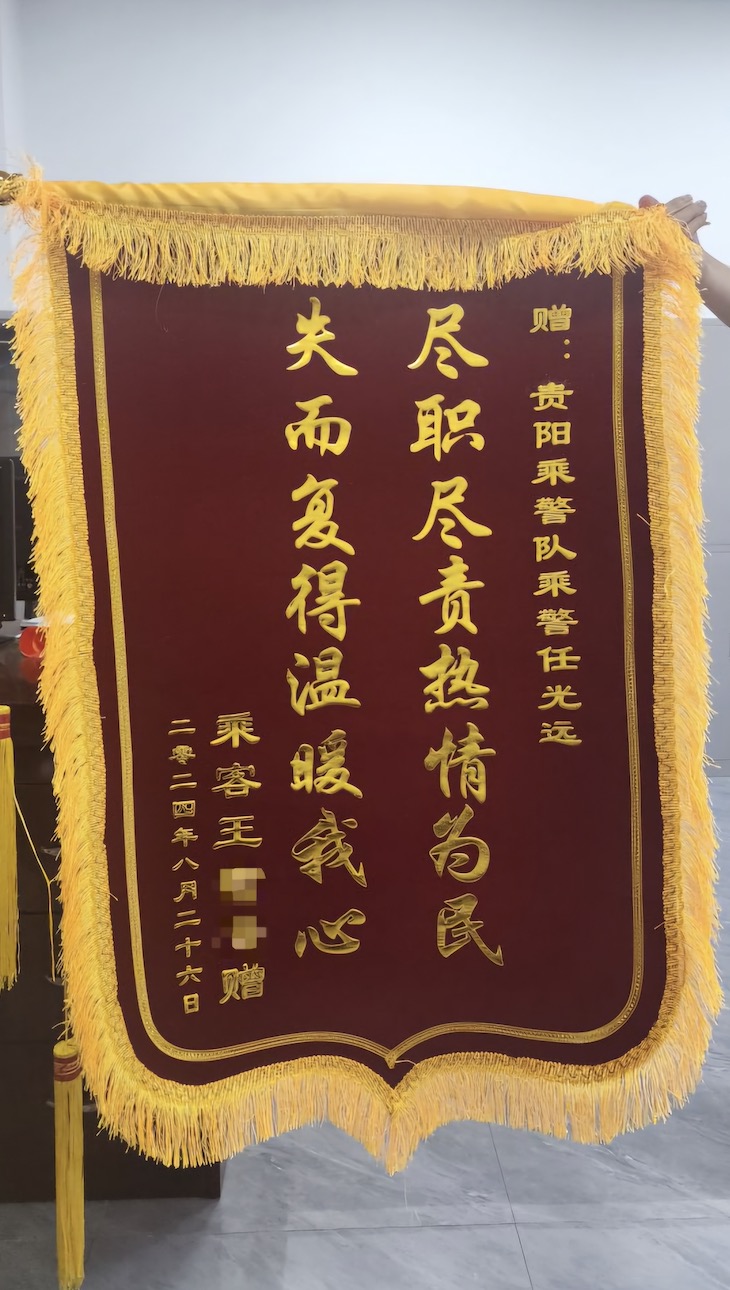 赠：贵阳乘警队乘警任光远
尽职尽责热情为民
失而复得温暖我心
乘客王 赠
二零二四年八月二十六日